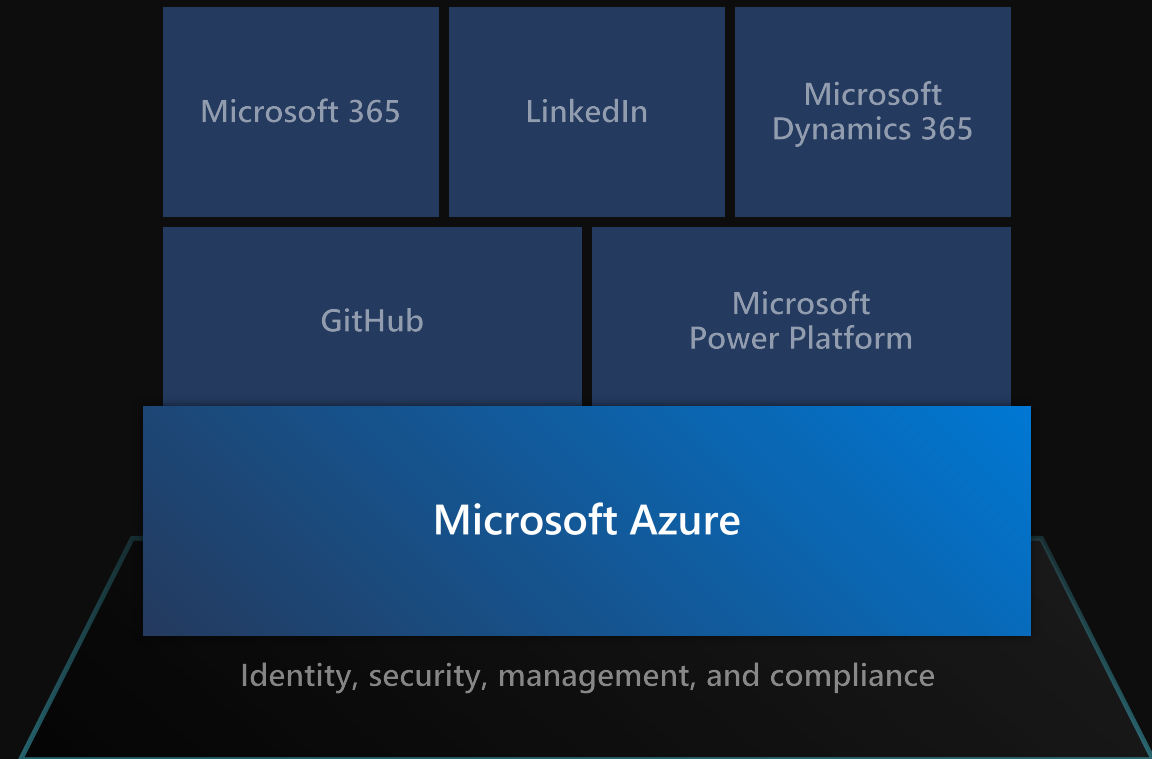 Microsoft 365
LinkedIn
Microsoft
Dynamics 365
GitHub
Microsoft
Power Platform
Microsoft Azure
Identity, security, management, and compliance